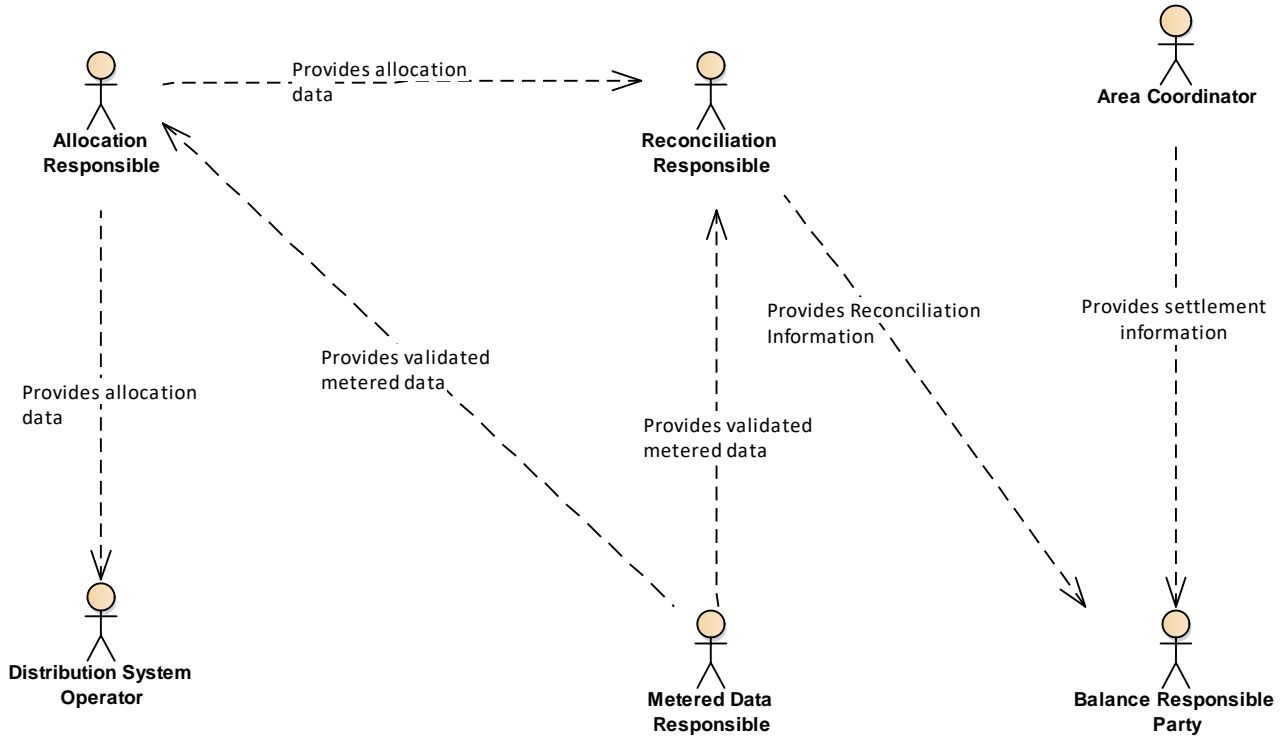 Provides allocation
data
Area Coordinator
Allocation
Responsible
Reconciliation
Responsible
Provides Reconciliation
Information
Provides settlement
information
Provides validated
metered data
Provides allocation
data
Provides validated
metered data
Distribution System
Operator
Metered Data
Responsible
Balance Responsible
Party